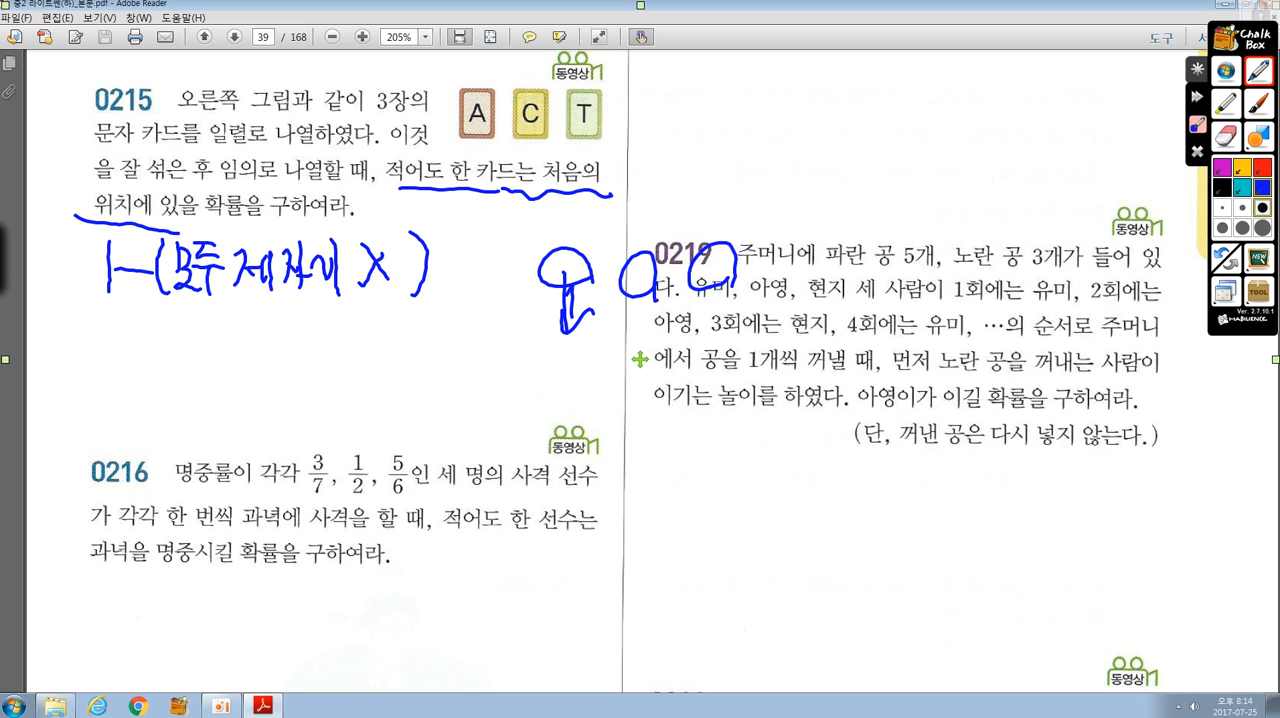 중2 라이트쎈(하)_본문.pdf - Adobe Reader
파일(F) 편집(E) 보기(V) 창(W) 도움말(H)
39 / 168 205% 도구
Chalk Box
동영상
0215 오른쪽 그림과 같이 3장의
A C T
문자 카드를 일렬로 나열하였다. 이것
을 잘 섞은 후 임의로 나열할 때, 적어도 한 카드는 처음의
위치에 있을 확률을 구하여라.
1-(모두 제자리 X)
동영상
0216 명중률이 각각 3/7, 1/2, 5/6인 세 명의 사격 선수
가 각각 한 번씩 과녁에 사격을 할 때, 적어도 한 선수는
과녁을 명중시킬 확률을 구하여라.
동영상
0219 주머니에 파란 공 5개, 노란 공 3개가 들어 있
다. 유미, 아영, 현지 세 사람이 1회에는 유미, 2회에는
아영, 3회에는 현지, 4회에는 유미, …의 순서로 주머니
에서 공을 1개씩 꺼낼 때, 먼저 노란 공을 꺼내는 사람이
이기는 놀이를 하였다. 아영이가 이길 확률을 구하여라.
(단, 꺼낸 공은 다시 넣지 않는다.)
동영상
NEW
TOOL
Ver. 2.7.10.1
HABILIENCE
오후 8:14
2017-07-25